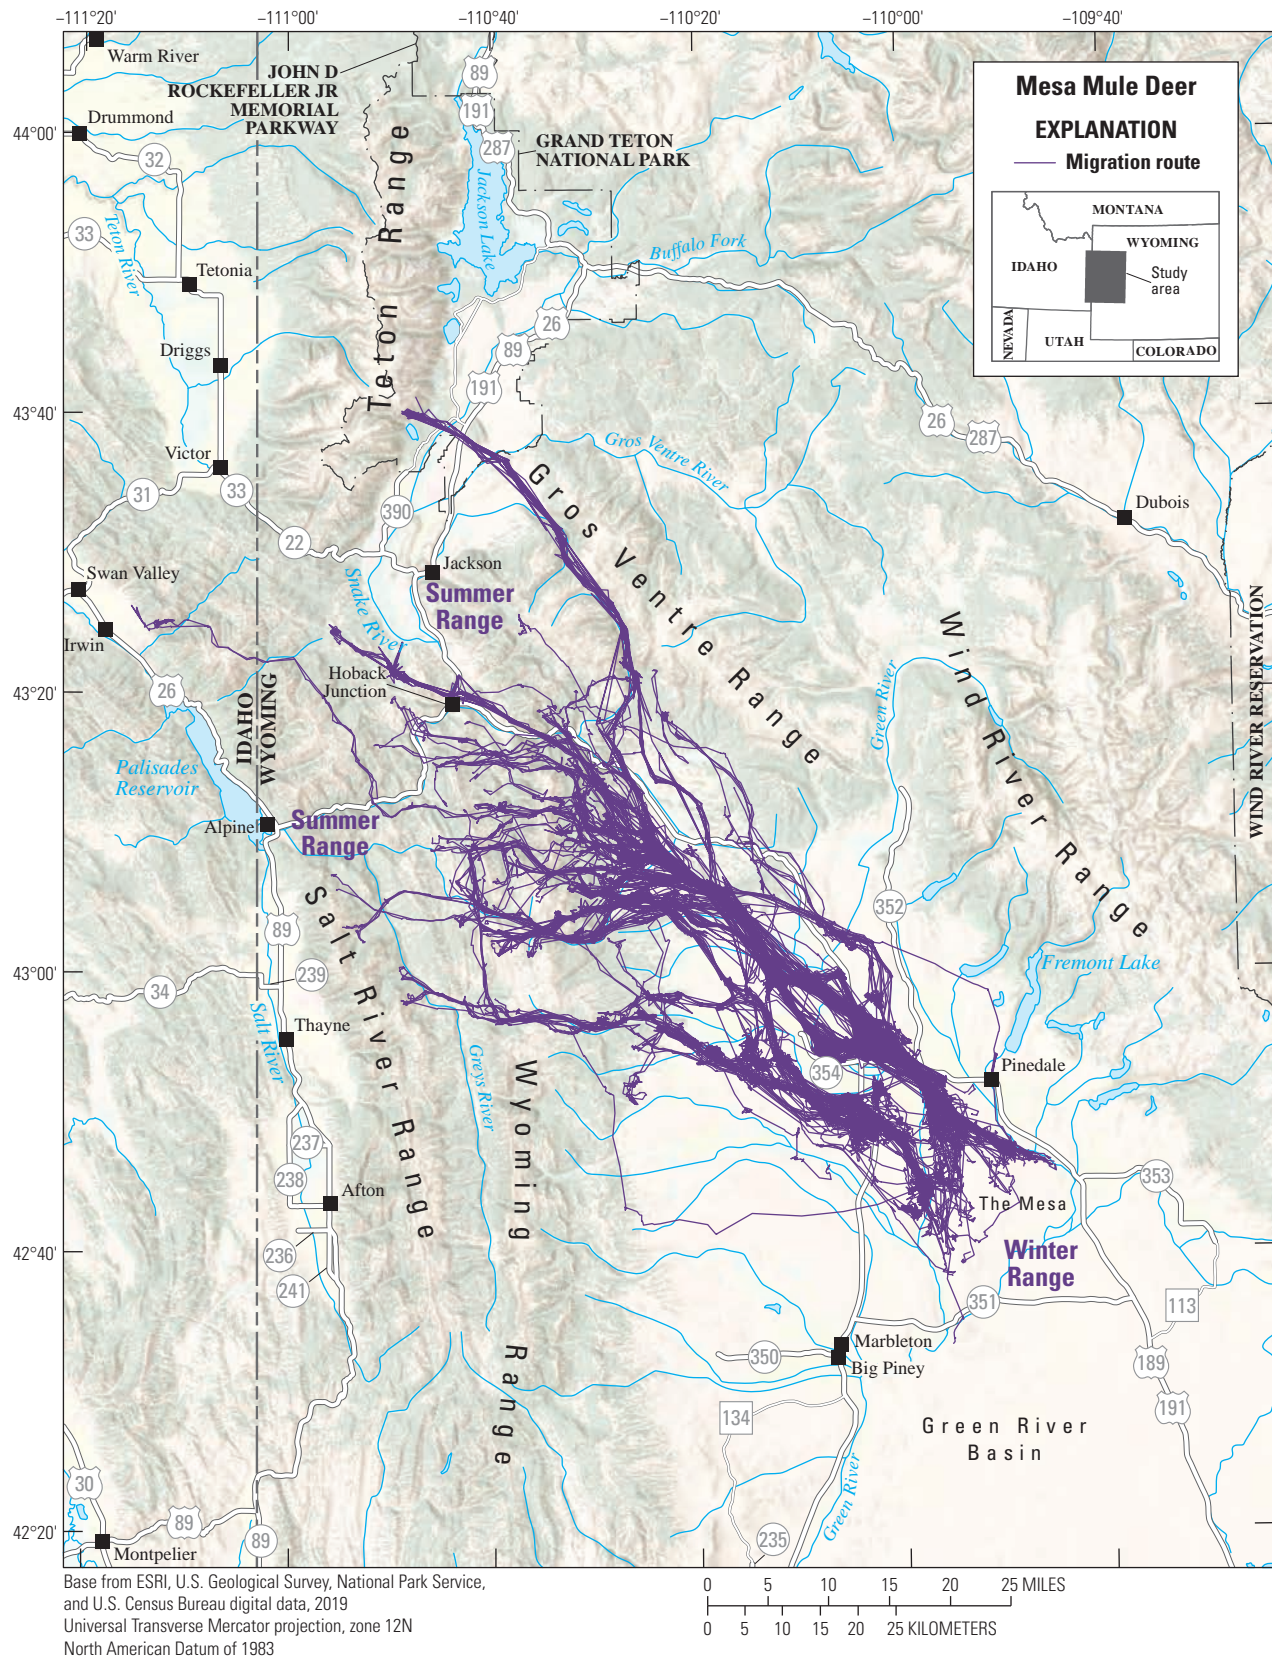 −111°20'
−111°00'
−110°40'
−110°20'
−110°00'
−109°40'
Warm River
JOHN D
ROCKEFELLER JR
MEMORIAL
PARKWAY
89
191
287
GRAND TETON
NATIONAL PARK
Mesa Mule Deer
EXPLANATION
Migration route
MONTANA
WYOMING
IDAHO
Study
area
NEVADA
UTAH
COLORADO
44°00'
Drummond
32
33
Teton River
Tetonia
Driggs
Teton Range
Jackson Lake
Buffalo Fork
26
89
191
43°40'
Victor
31
33
22
390
Gros Ventre River
Gros Ventre Range
26
287
Dubois
Jackson
Swan Valley
Irwin
Summer
Range
Snake River
Hoback
Junction
43°20'
26
IDAHO
WYOMING
Palisades
Reservoir
Alpine
Summer
Range
Green River
Wind River Range
WIND RIVER RESERVATION
Salt River Range
89
352
Fremont Lake
43°00'
34
239
Thayne
Salt River
Greys River
Wyoming Range
354
Pinedale
237
238
Afton
353
The Mesa
42°40'
236
241
Winter
Range
351
113
Marbleton
350
Big Piney
189
191
134
Green River
Basin
Green River
30
89
42°20'
89
235
Montpelier
Base from ESRI, U.S. Geological Survey, National Park Service,
and U.S. Census Bureau digital data, 2019
Universal Transverse Mercator projection, zone 12N
North American Datum of 1983
0 5 10 15 20 25 MILES
0 5 10 15 20 25 KILOMETERS